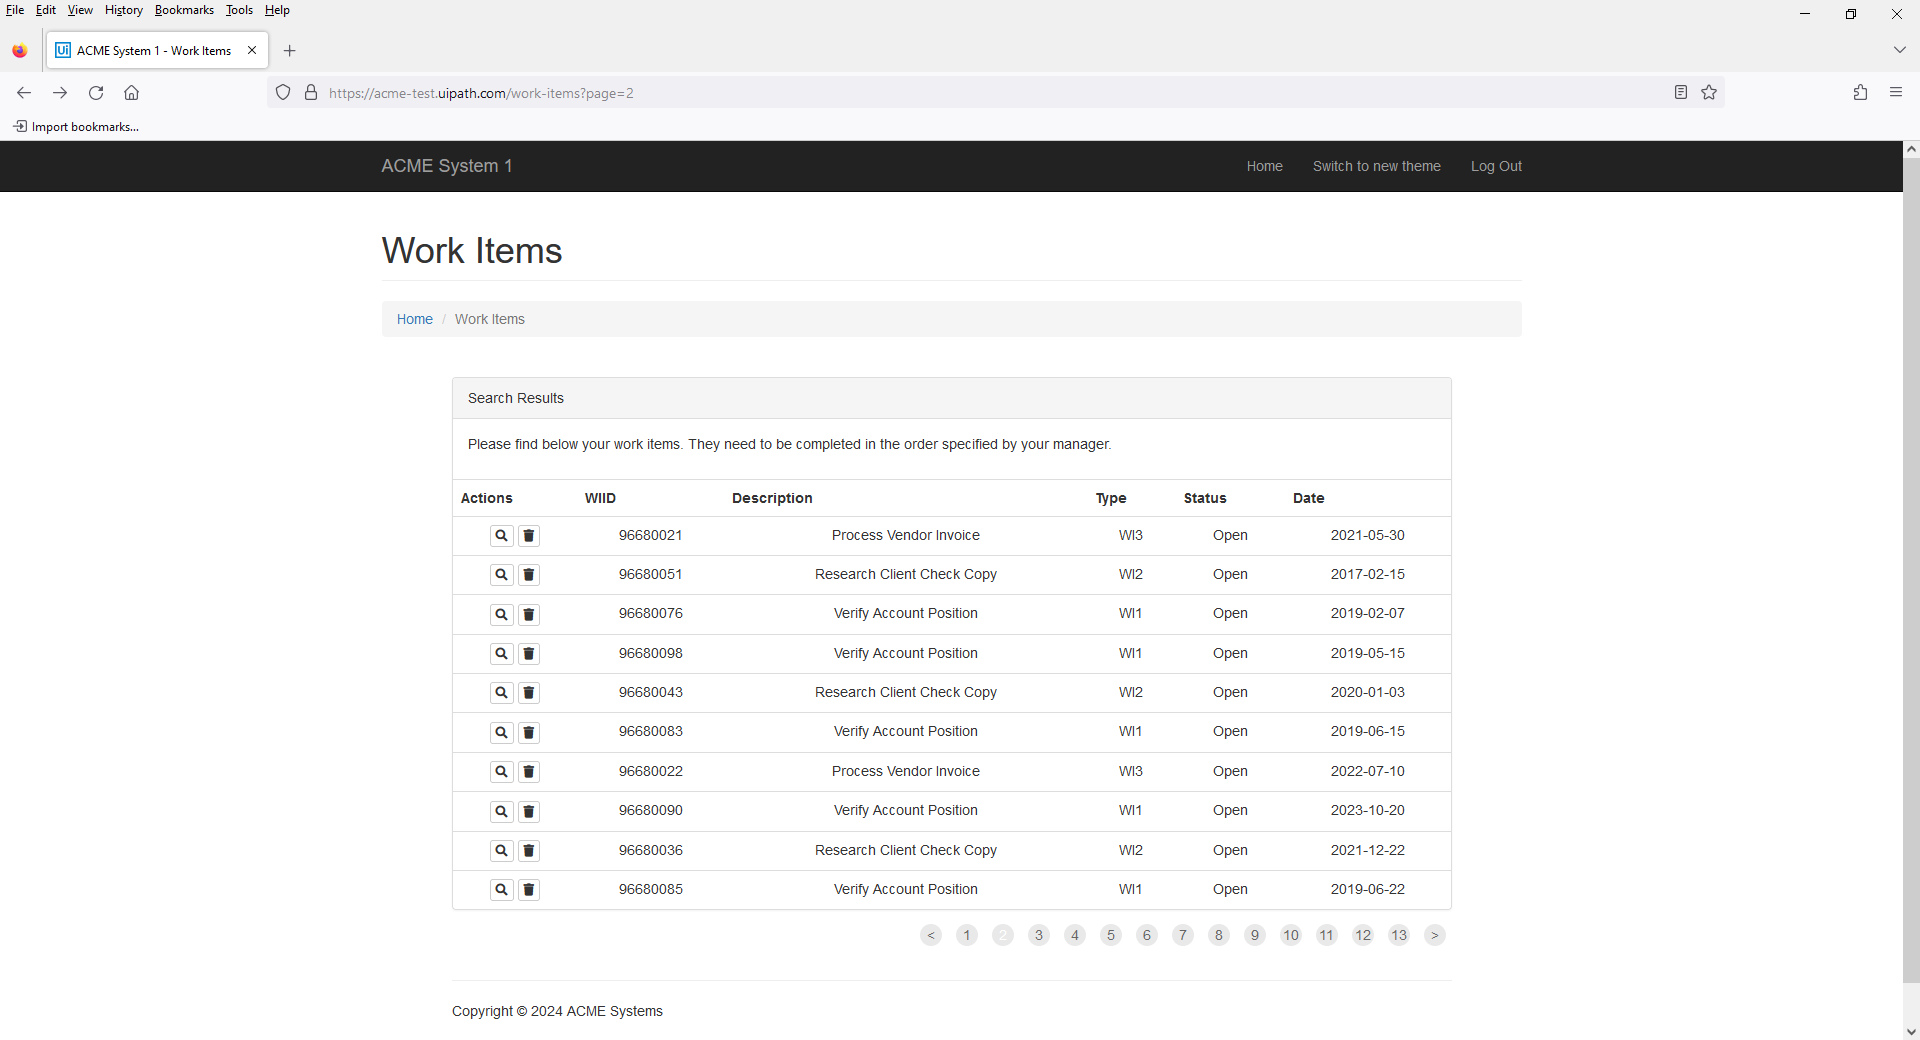 File Edit View History Bookmarks Tools Help
Ui ACME System 1 - Work Items
https://acme-test.uipath.com/work-items?page=2
Import bookmarks...
ACME System 1 Home Switch to new theme Log Out
Work Items
Home / Work Items
Search Results
Please find below your work items. They need to be completed in the order specified by your manager.
Actions WIID Description Type Status Date
96680021 Process Vendor Invoice WI3 Open 2021-05-30
96680051 Research Client Check Copy WI2 Open 2017-02-15
96680076 Verify Account Position WI1 Open 2019-02-07
96680098 Verify Account Position WI1 Open 2019-05-15
96680043 Research Client Check Copy WI2 Open 2020-01-03
96680083 Verify Account Position WI1 Open 2019-06-15
96680022 Process Vendor Invoice WI3 Open 2022-07-10
96680090 Verify Account Position WI1 Open 2023-10-20
96680036 Research Client Check Copy WI2 Open 2021-12-22
96680085 Verify Account Position WI1 Open 2019-06-22
< 1 2 3 4 5 6 7 8 9 10 11 12 13 >
Copyright © 2024 ACME Systems